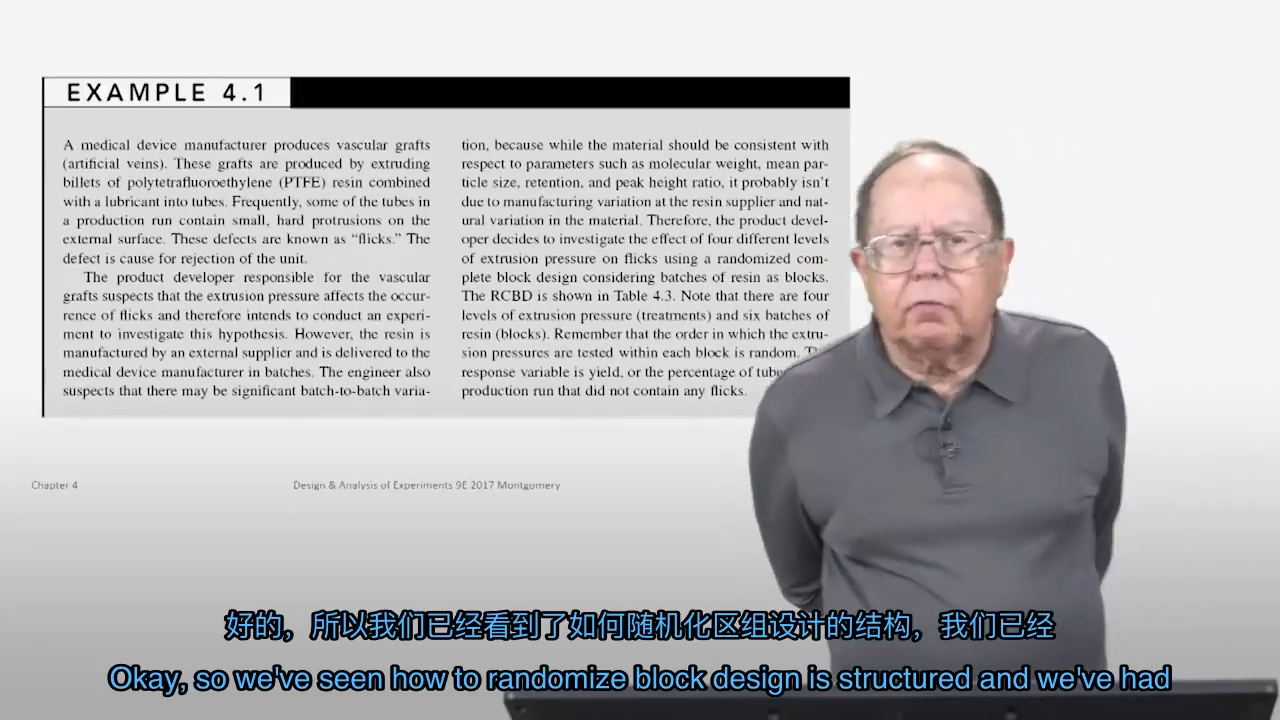 EXAMPLE 4.1
A medical device manufacturer produces vascular grafts
(artificial veins). These grafts are produced by extruding
billets of polytetrafluoroethylene (PTFE) resin combined
with a lubricant into tubes. Frequently, some of the tubes in
a production run contain small, hard protrusions on the
external surface. These defects are known as “flicks.” The
defect is cause for rejection of the unit.
The product developer responsible for the vascular
grafts suspects that the extrusion pressure affects the occur-
rence of flicks and therefore intends to conduct an experi-
ment to investigate this hypothesis. However, the resin is
manufactured by an external supplier and is delivered to the
medical device manufacturer in batches. The engineer also
suspects that there may be significant batch-to-batch varia-
tion, because while the material should be consistent with
respect to parameters such as molecular weight, mean par-
ticle size, retention, and peak height ratio, it probably isn’t
due to manufacturing variation at the resin supplier and nat-
ural variation in the material. Therefore, the product devel-
oper decides to investigate the effect of four different levels
of extrusion pressure on flicks using a randomized com-
plete block design considering batches of resin as blocks.
The RCBD is shown in Table 4.3. Note that there are four
levels of extrusion pressure (treatments) and six batches of
resin (blocks). Remember that the order in which the extru-
sion pressures are tested within each block is random.
response variable is yield, or the percentage of
production run that did not contain any flicks.
Chapter 4
Design & Analysis of Experiments 9E 2017 Montgomery
好的，所以我们已经看到了如何随机化区组设计的结构，我们已经
Okay, so we've seen how to randomize block design is structured and we've had